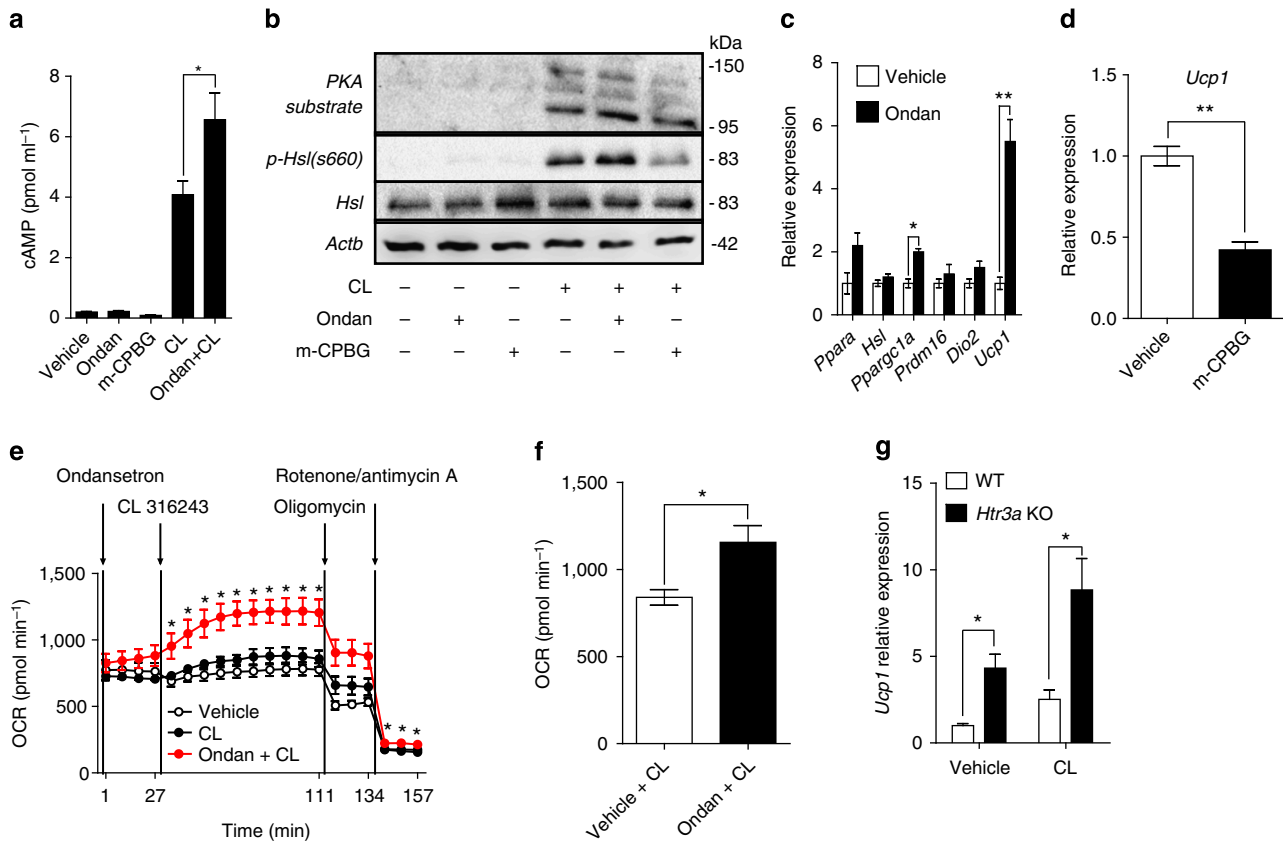 a
cAMP (pmol ml⁻¹)
8
6
4
2
0
*
Vehicle
Ondan
m-CPBG
CL
Ondan+CL
b
kDa
PKA
substrate
-150
-95
p-Hsl(s660)
-83
Hsl
-83
Actb
-42
CL – – – + + +
Ondan – + – – + –
m-CPBG – – + – – +
c
Relative expression
8
6
4
2
0
Vehicle
Ondan
*
**
Ppara
Hsl
Ppargc1a
Prdm16
Dio2
Ucp1
d
Ucp1
Relative expression
1.5
1.0
0.5
0.0
**
Vehicle
m-CPBG
e
Ondansetron
Rotenone/antimycin A
CL 316243
Oligomycin
OCR (pmol min⁻¹)
1,500
1,000
500
0
* * * * * * * * * *
* * *
Vehicle
CL
Ondan + CL
1 27 111 134 157
Time (min)
f
OCR (pmol min⁻¹)
1,500
1,000
500
0
*
Vehicle + CL
Ondan + CL
g
Ucp1 relative expression
15
10
5
0
WT
Htr3a KO
*
*
Vehicle CL